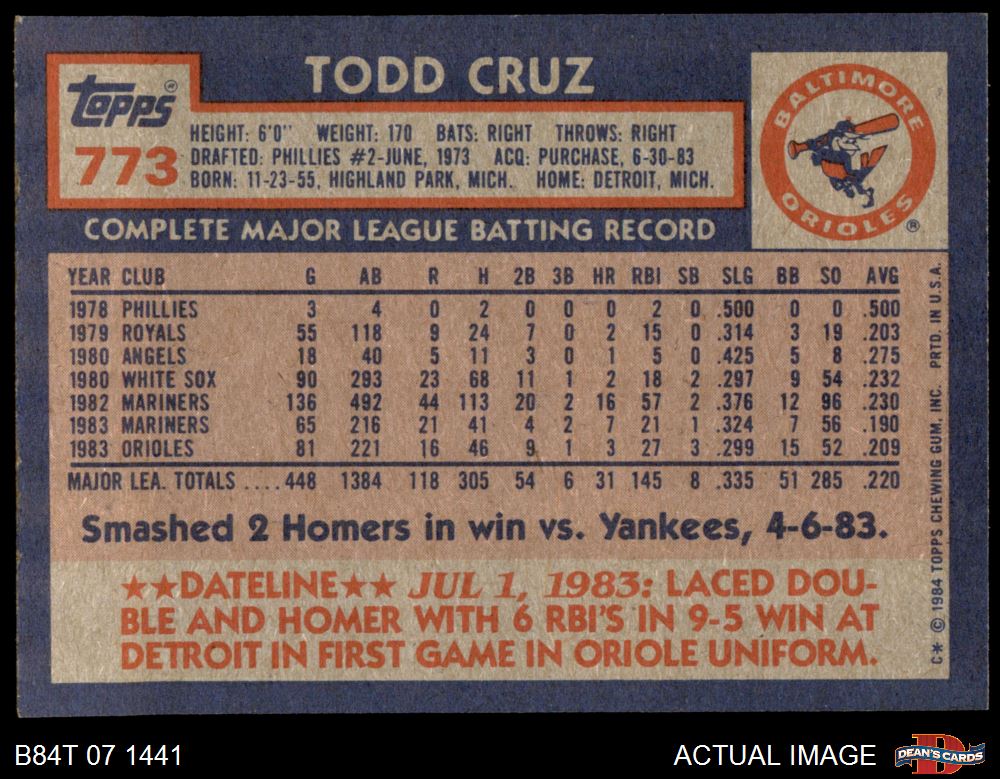 TODD CRUZ
Topps®
773
HEIGHT: 6'0" WEIGHT: 170 BATS: RIGHT THROWS: RIGHT
DRAFTED: PHILLIES #2-JUNE, 1973 ACQ: PURCHASE, 6-30-83
BORN: 11-23-55, HIGHLAND PARK, MICH. HOME: DETROIT, MICH.
BALTIMORE
ORIOLES
®
COMPLETE MAJOR LEAGUE BATTING RECORD
YEAR CLUB G AB R H 2B 3B HR RBI SB SLG BB SO AVG
1978 PHILLIES 3 4 0 2 0 0 0 2 0 .500 0 0 .500
1979 ROYALS 55 118 9 24 7 0 2 15 0 .314 3 19 .203
1980 ANGELS 18 40 5 11 3 0 1 5 0 .425 5 8 .275
1980 WHITE SOX 90 293 23 68 11 1 2 18 2 .297 9 54 .232
1982 MARINERS 136 492 44 113 20 2 16 57 2 .376 12 96 .230
1983 MARINERS 65 216 21 41 4 2 7 21 1 .324 7 56 .190
1983 ORIOLES 81 221 16 46 9 1 3 27 3 .299 15 52 .209
MAJOR LEA. TOTALS ....448 1384 118 305 54 6 31 145 8 .335 51 285 .220
Smashed 2 Homers in win vs. Yankees, 4-6-83.
★★DATELINE★★ JUL 1, 1983: LACED DOU-
BLE AND HOMER WITH 6 RBI'S IN 9-5 WIN AT
DETROIT IN FIRST GAME IN ORIOLE UNIFORM.
C* © 1984 TOPPS CHEWING GUM, INC. PRTD. IN U.S.A.
B84T 07 1441
ACTUAL IMAGE
DEAN'S CARDS